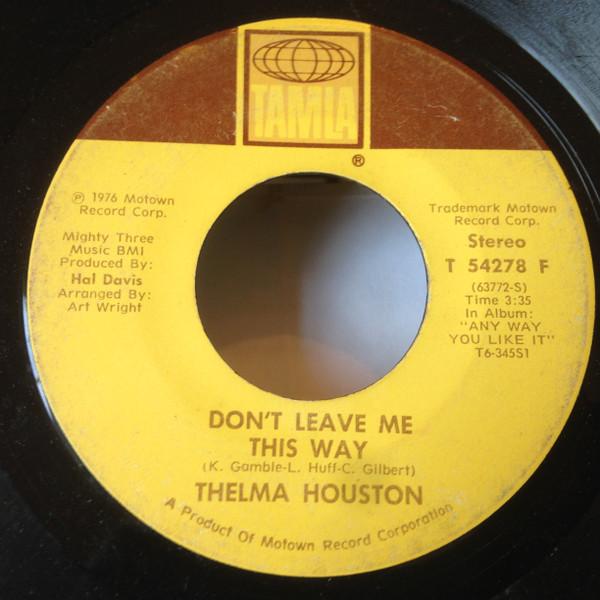 TAMLA
®
℗ 1976 Motown
Record Corp.
Mighty Three
Music BMI
Produced By:
Hal Davis
Arranged By:
Art Wright
Trademark Motown
Record Corp.
Stereo
T 54278 F
(63772-S)
Time 3:35
In Album:
"ANY WAY
YOU LIKE IT"
T6-345S1
DON'T LEAVE ME
THIS WAY
(K. Gamble-L. Huff-C. Gilbert)
THELMA HOUSTON
A Product Of Motown Record Corporation